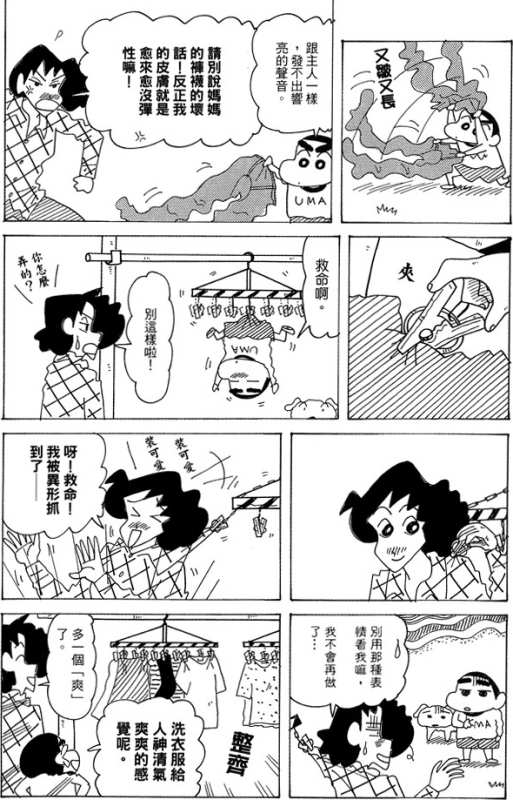 又皺又長
跟主人一樣
，發不出響
亮的聲音。
請別說媽媽
的褲襪的壞
話！反正我
的皮膚就是
愈來愈沒彈
性嘛！
UMA
夾
救命啊。
別這樣啦！
你怎麼
弄的？
UMA
裝可愛
裝可愛
呀！救命！
我被異形抓
到了——
別用那種表
情看我嘛，
我不會再做
了…
UMA
整齊
洗衣服給
人神清氣
爽爽的感
覺呢。
多一個「爽」
了。